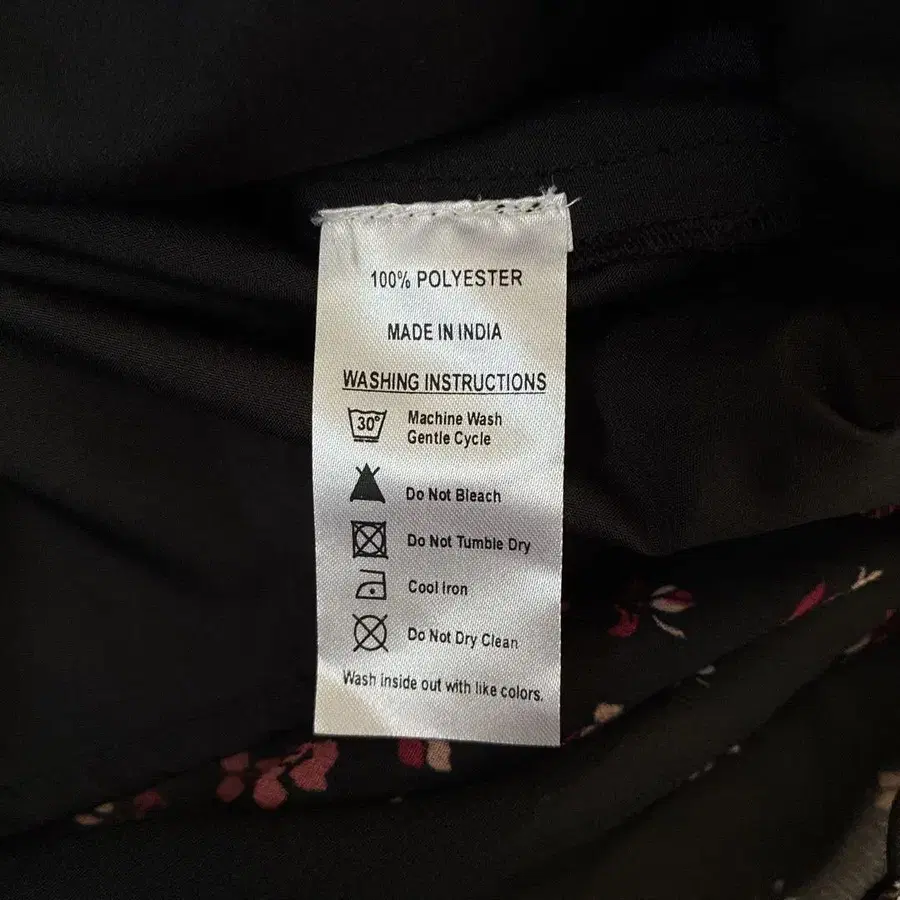 100% POLYESTER
MADE IN INDIA
WASHING INSTRUCTIONS
30°
Machine Wash
Gentle Cycle
Do Not Bleach
Do Not Tumble Dry
Cool Iron
Do Not Dry Clean
Wash inside out with like colors.